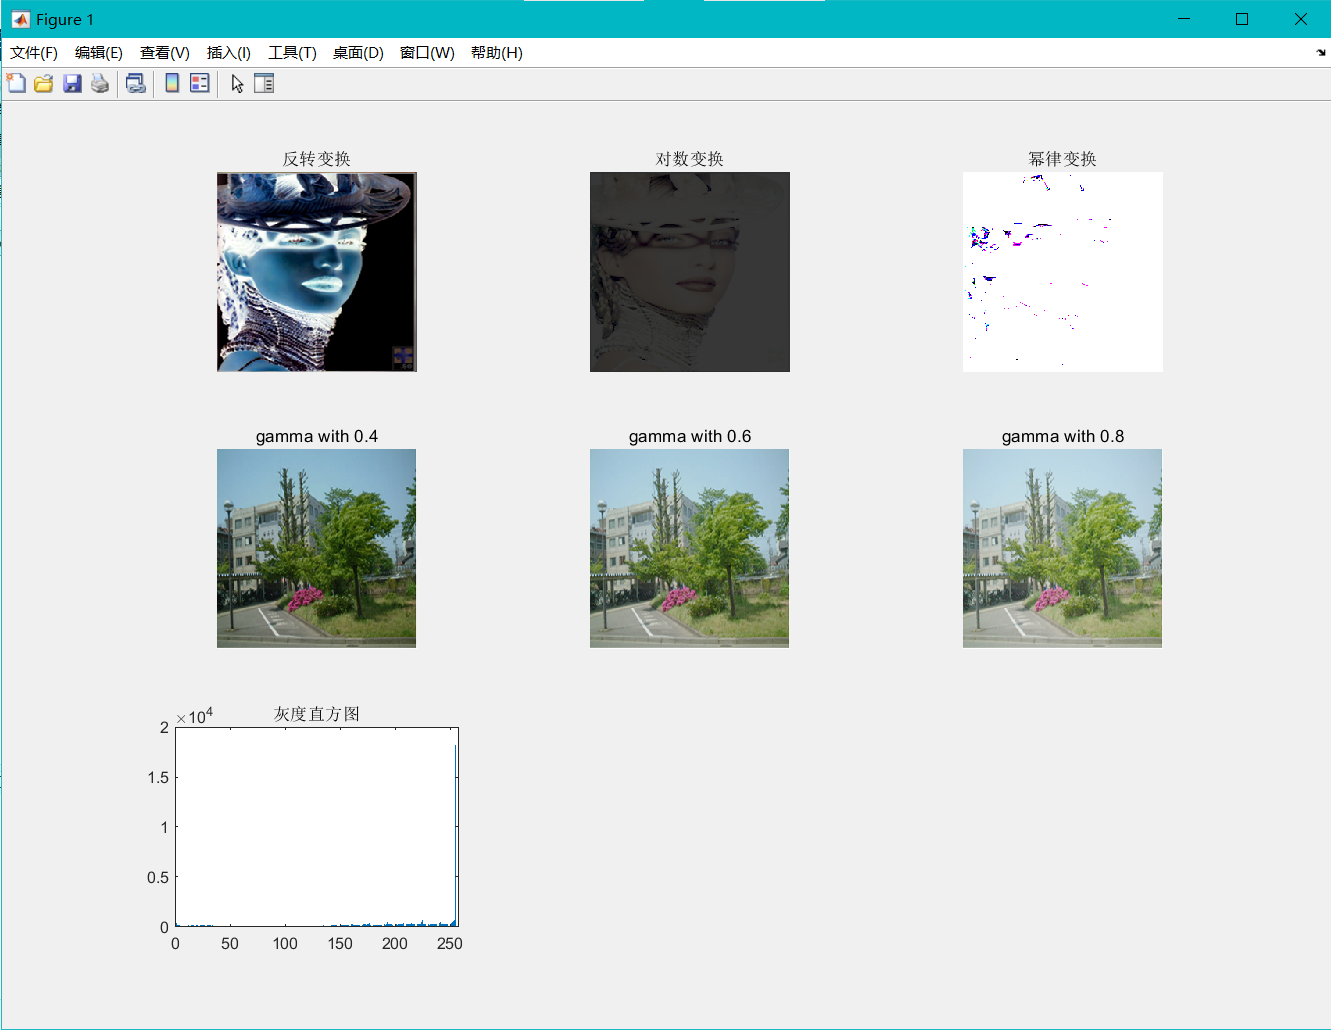 Figure 1
文件(F) 编辑(E) 查看(V) 插入(I) 工具(T) 桌面(D) 窗口(W) 帮助(H)
反转变换 对数变换 幂律变换
gamma with 0.4 gamma with 0.6 gamma with 0.8
×10⁴ 灰度直方图
2
1.5
1
0.5
0
0 50 100 150 200 250